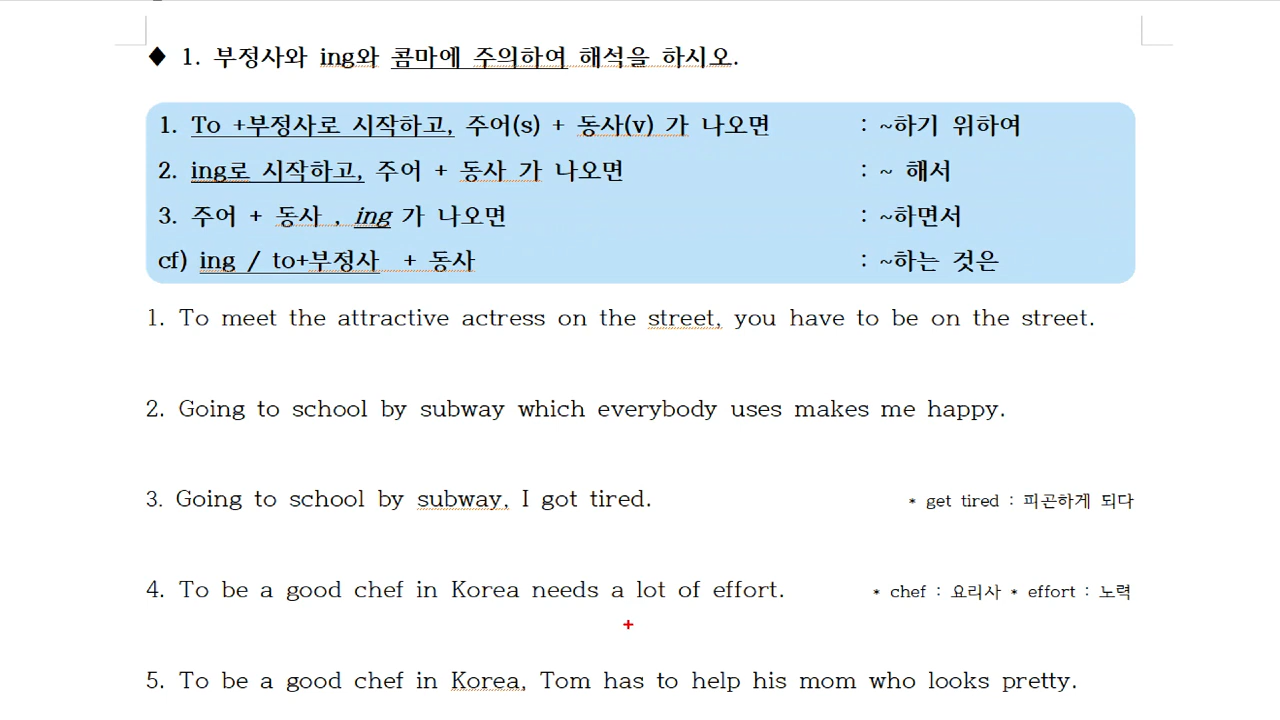 ◆ 1. 부정사와 ing와 콤마에 주의하여 해석을 하시오.
1. To +부정사로 시작하고, 주어(s) + 동사(v) 가 나오면 : ~하기 위하여
2. ing로 시작하고, 주어 + 동사 가 나오면 : ~ 해서
3. 주어 + 동사 , ing 가 나오면 : ~하면서
cf) ing / to+부정사 + 동사 : ~하는 것은
1. To meet the attractive actress on the street, you have to be on the street.
2. Going to school by subway which everybody uses makes me happy.
3. Going to school by subway, I got tired. * get tired : 피곤하게 되다
4. To be a good chef in Korea needs a lot of effort. * chef : 요리사 * effort : 노력
5. To be a good chef in Korea, Tom has to help his mom who looks pretty.